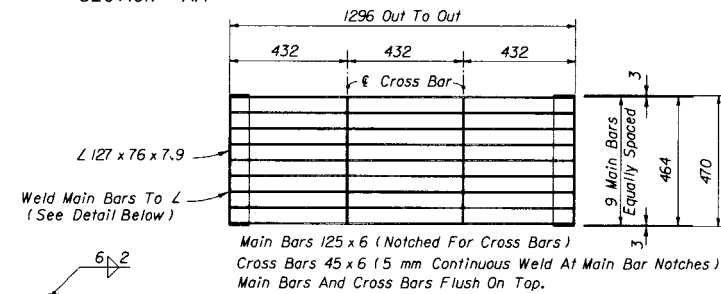 SECTION AA
1296 Out To Out
432 432 432
℄ Cross Bar
3
∠ 127 x 76 x 7.9
9 Main Bars
Equally Spaced
464
470
Weld Main Bars To ∠
(See Detail Below)
3
Main Bars 125 x 6 (Notched For Cross Bars)
6 2
Cross Bars 45 x 6 (5 mm Continuous Weld At Main Bar Notches)
Main Bars And Cross Bars Flush On Top.